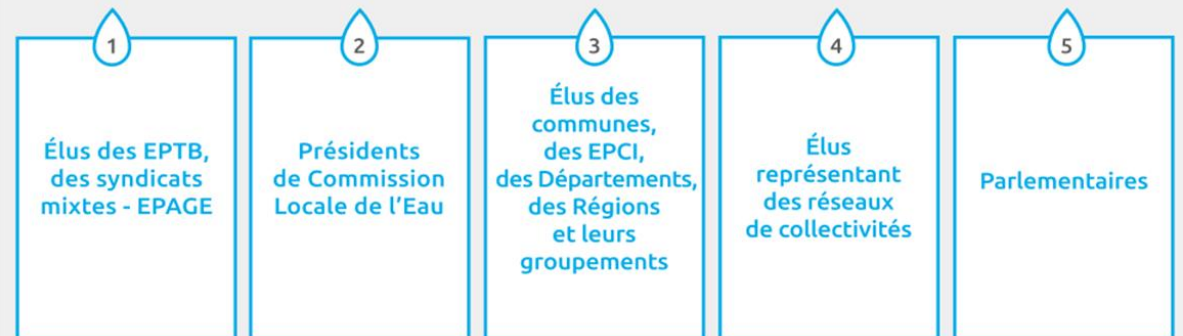 1
Élus des EPTB,
des syndicats
mixtes - EPAGE
2
Présidents
de Commission
Locale de l’Eau
3
Élus des
communes,
des EPCI,
des Départements,
des Régions
et leurs
groupements
4
Élus
représentant
des réseaux
de collectivités
5
Parlementaires